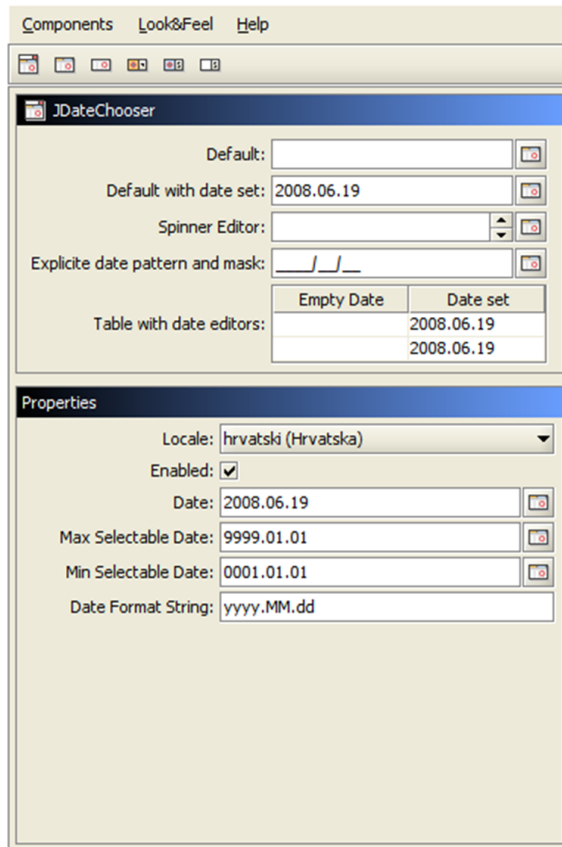 Components Look&Feel Help
JDateChooser
Default:
Default with date set: 2008.06.19
Spinner Editor:
Explicite date pattern and mask: ____/__/__
Empty Date Date set
Table with date editors: 2008.06.19
2008.06.19
Properties
Locale: hrvatski (Hrvatska)
Enabled:
Date: 2008.06.19
Max Selectable Date: 9999.01.01
Min Selectable Date: 0001.01.01
Date Format String: yyyy.MM.dd